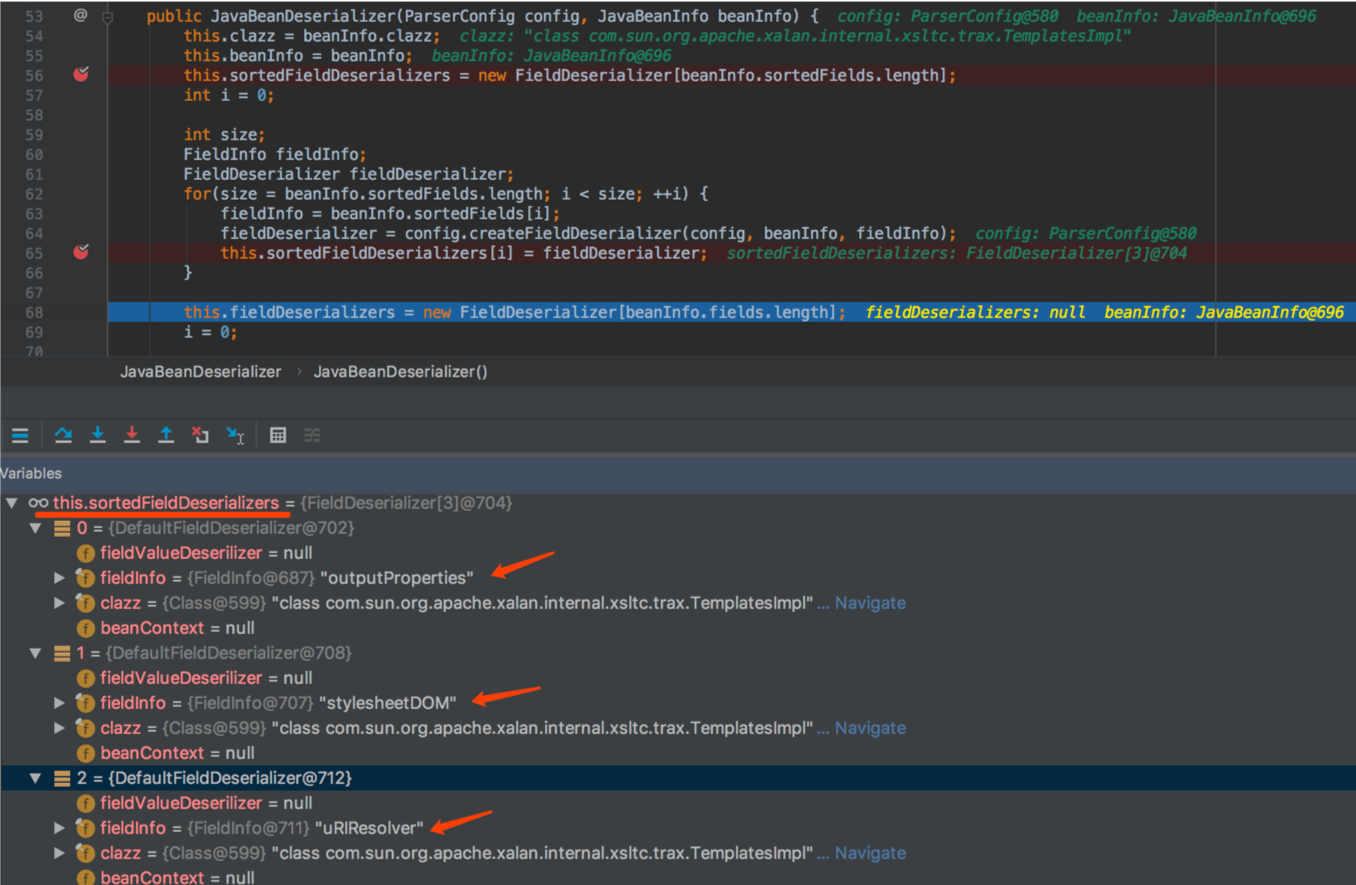 53 @ public JavaBeanDeserializer(ParserConfig config, JavaBeanInfo beanInfo) { config: ParserConfig@580 beanInfo: JavaBeanInfo@696
54 this.clazz = beanInfo.clazz; clazz: "class com.sun.org.apache.xalan.internal.xsltc.trax.TemplatesImpl"
55 this.beanInfo = beanInfo; beanInfo: JavaBeanInfo@696
56 this.sortedFieldDeserializers = new FieldDeserializer[beanInfo.sortedFields.length];
57 int i = 0;
58
59 int size;
60 FieldInfo fieldInfo;
61 FieldDeserializer fieldDeserializer;
62 for(size = beanInfo.sortedFields.length; i < size; ++i) {
63 fieldInfo = beanInfo.sortedFields[i];
64 fieldDeserializer = config.createFieldDeserializer(config, beanInfo, fieldInfo); config: ParserConfig@580
65 this.sortedFieldDeserializers[i] = fieldDeserializer; sortedFieldDeserializers: FieldDeserializer[3]@704
66 }
67
68 this.fieldDeserializers = new FieldDeserializer[beanInfo.fields.length]; fieldDeserializers: null beanInfo: JavaBeanInfo@696
69 i = 0;
70
JavaBeanDeserializer › JavaBeanDeserializer()
Variables
this.sortedFieldDeserializers = {FieldDeserializer[3]@704}
0 = {DefaultFieldDeserializer@702}
f fieldValueDeserilizer = null
f fieldInfo = {FieldInfo@687} "outputProperties"
f clazz = {Class@599} "class com.sun.org.apache.xalan.internal.xsltc.trax.TemplatesImpl" ... Navigate
f beanContext = null
1 = {DefaultFieldDeserializer@708}
f fieldValueDeserilizer = null
f fieldInfo = {FieldInfo@707} "stylesheetDOM"
f clazz = {Class@599} "class com.sun.org.apache.xalan.internal.xsltc.trax.TemplatesImpl" ... Navigate
f beanContext = null
2 = {DefaultFieldDeserializer@712}
f fieldValueDeserilizer = null
f fieldInfo = {FieldInfo@711} "uRIResolver"
f clazz = {Class@599} "class com.sun.org.apache.xalan.internal.xsltc.trax.TemplatesImpl" ... Navigate
f beanContext = null